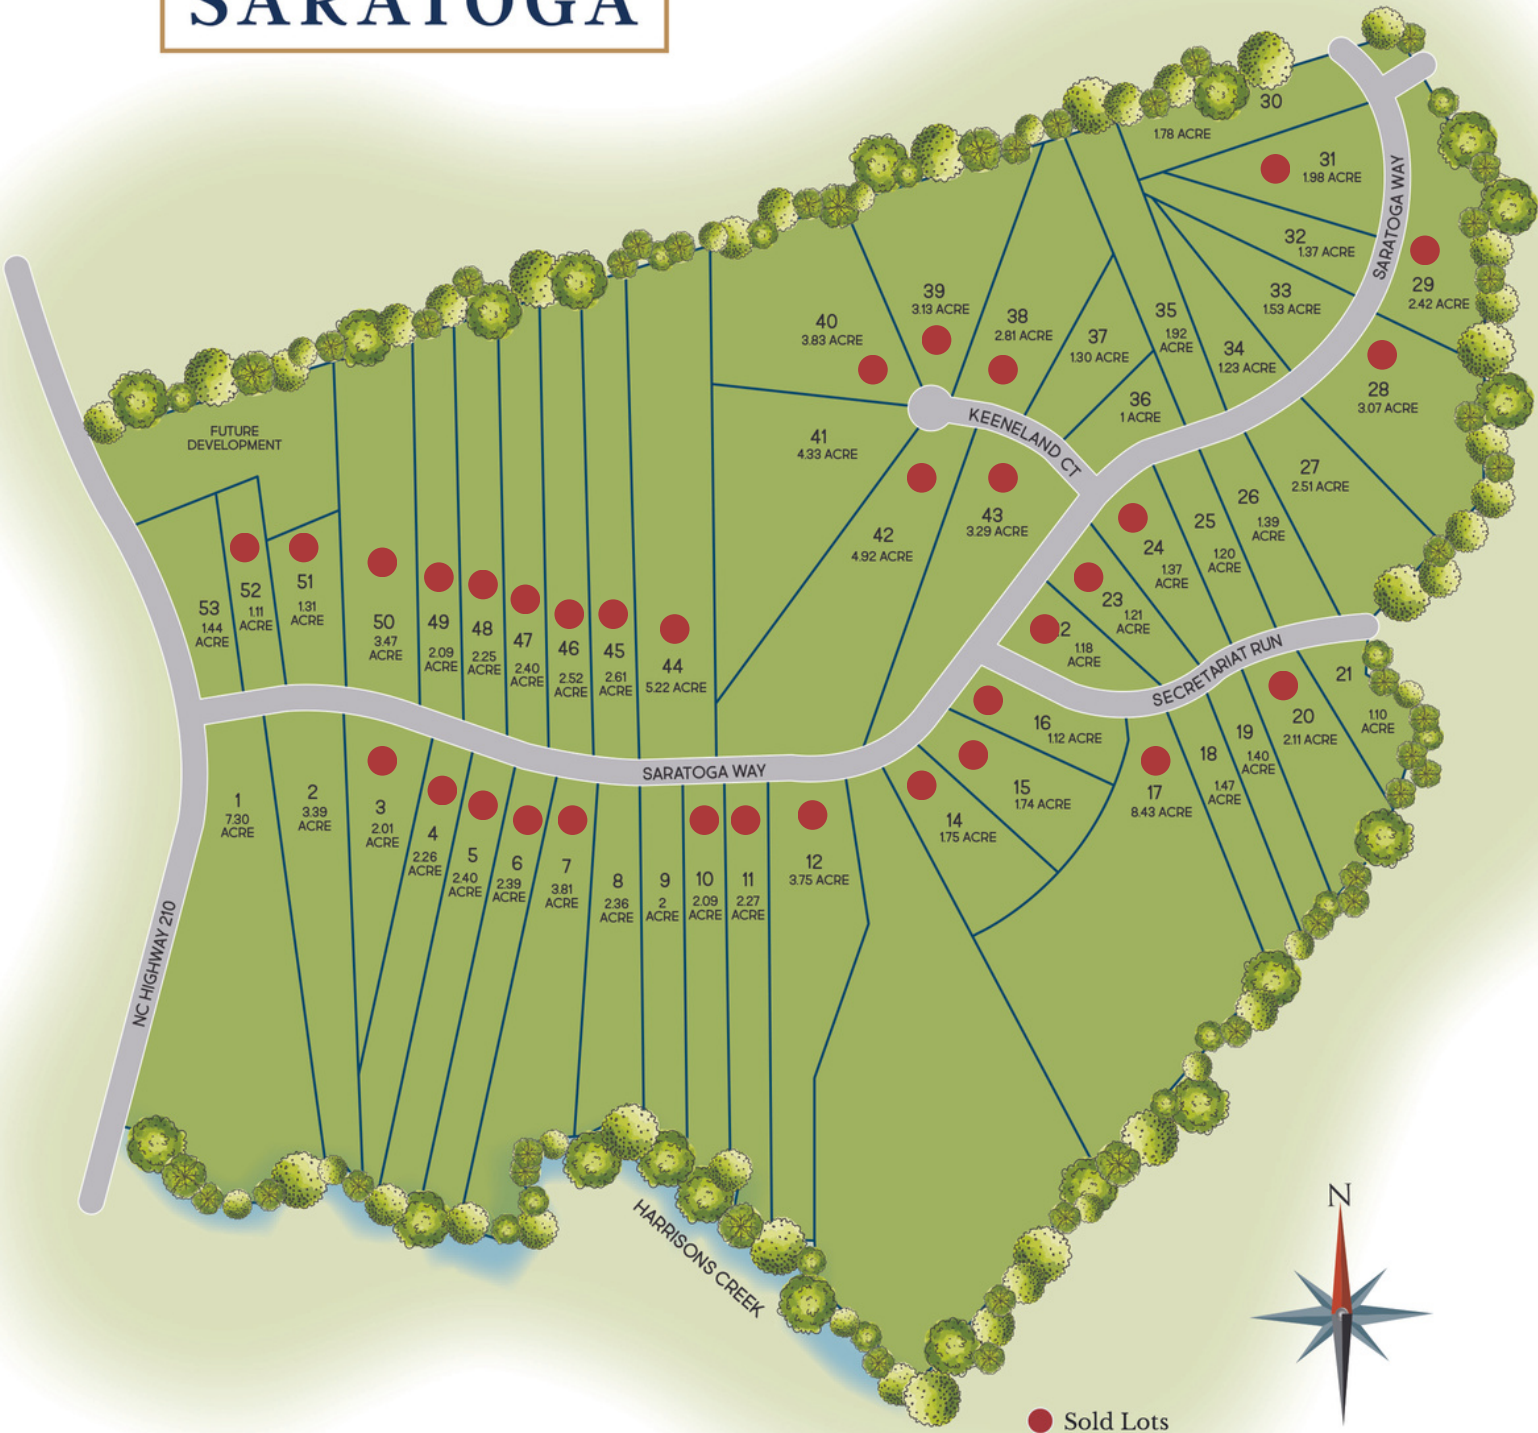 SARATOGA
30
1.78 ACRE
31
1.98 ACRE
32
1.37 ACRE
33
1.53 ACRE
SARATOGA WAY
29
2.42 ACRE
28
3.07 ACRE
34
1.23 ACRE
35
1.92
ACRE
36
1 ACRE
37
1.30 ACRE
38
2.81 ACRE
39
3.13 ACRE
40
3.83 ACRE
41
4.33 ACRE
KEENELAND CT
42
4.92 ACRE
43
3.29 ACRE
27
2.51 ACRE
26
1.39
ACRE
25
1.20
ACRE
24
1.37
ACRE
23
1.21
ACRE
2
1.18
ACRE
FUTURE
DEVELOPMENT
53
1.44
ACRE
52
1.11
ACRE
51
1.31
ACRE
50
3.47
ACRE
49
2.09
ACRE
48
2.25
ACRE
47
2.40
ACRE
46
2.52
ACRE
45
2.61
ACRE
44
5.22 ACRE
SECRETARIAT RUN
21
1.10
ACRE
20
2.11 ACRE
19
1.40
ACRE
18
1.47
ACRE
17
8.43 ACRE
16
1.12 ACRE
15
1.74 ACRE
14
1.75 ACRE
SARATOGA WAY
1
7.30
ACRE
2
3.39
ACRE
3
2.01
ACRE
4
2.26
ACRE
5
2.40
ACRE
6
2.39
ACRE
7
3.81
ACRE
8
2.36
ACRE
9
2
ACRE
10
2.09
ACRE
11
2.27
ACRE
12
3.75 ACRE
NC HIGHWAY 210
HARRISONS CREEK
N
Sold Lots